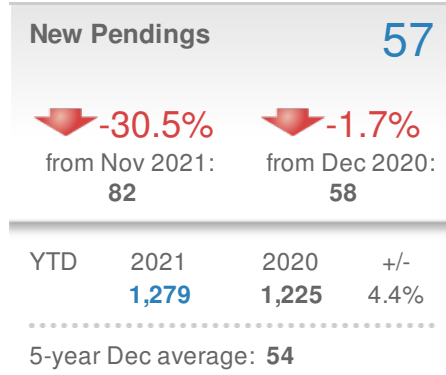 New Pendings 57
-30.5% -1.7%
from Nov 2021: from Dec 2020:
82 58
YTD 2021 2020 +/-
1,279 1,225 4.4%
5-year Dec average: 54